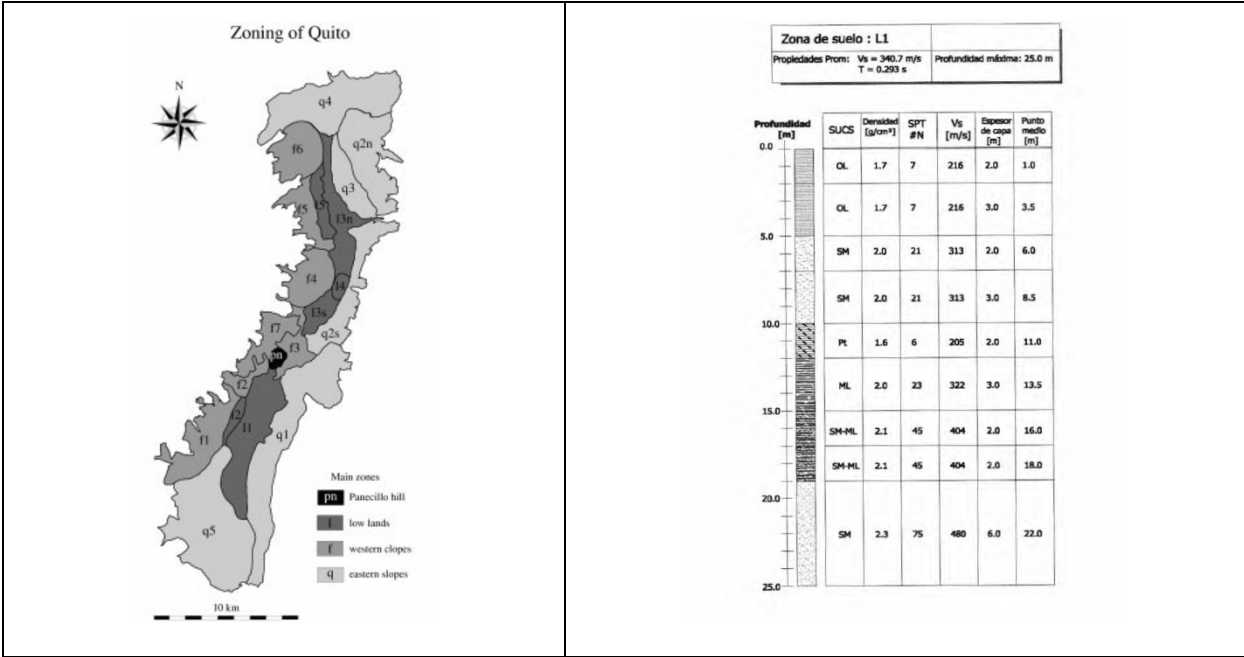 Zoning of Quito
N
q4
f6
q2n
q3
f5
l5
l3n
f4
l4
l3s
q2s
f7
f3
pn
f2
l2
l1
f1
q1
q5
Main zones
pn Panecillo hill
l low lands
f western clopes
q eastern slopes
10 km
Zona de suelo : L1
Propiedades Prom: Vs = 340.7 m/s Profundidad máxima: 25.0 m
T = 0.293 s
Profundidad [m] SUCS Densidad [g/cm³] SPT #N Vs [m/s] Espesor de capa [m] Punto medio [m]
0.0
OL 1.7 7 216 2.0 1.0
OL 1.7 7 216 3.0 3.5
5.0
SM 2.0 21 313 2.0 6.0
SM 2.0 21 313 3.0 8.5
10.0
Pt 1.6 6 205 2.0 11.0
ML 2.0 23 322 3.0 13.5
15.0
SM-ML 2.1 45 404 2.0 16.0
SM-ML 2.1 45 404 2.0 18.0
20.0
SM 2.3 75 480 6.0 22.0
25.0